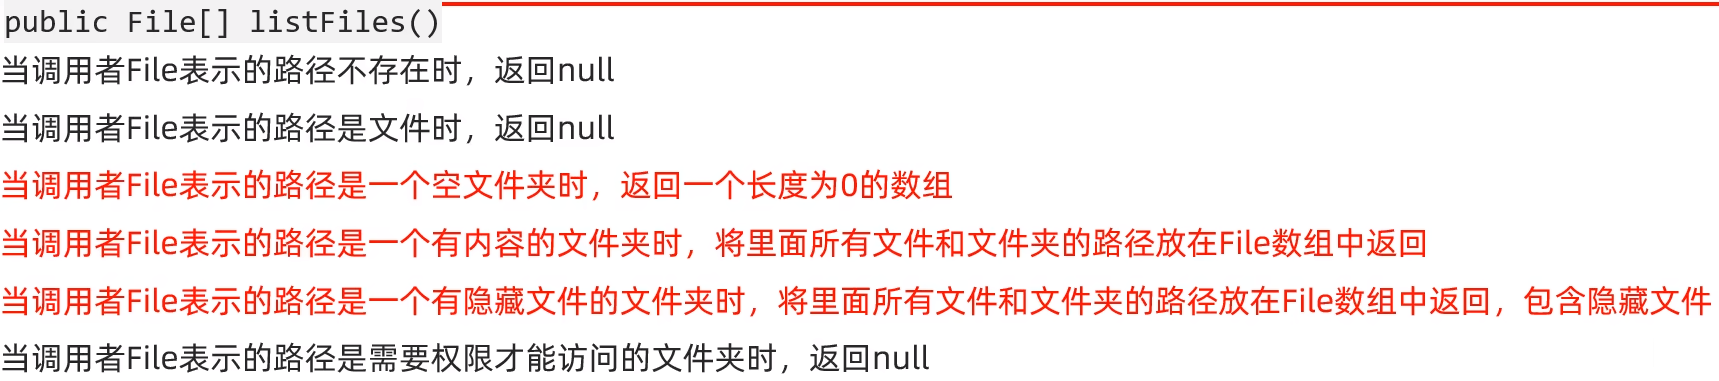 public File[] listFiles()
当调用者File表示的路径不存在时，返回null
当调用者File表示的路径是文件时，返回null
当调用者File表示的路径是一个空文件夹时，返回一个长度为0的数组
当调用者File表示的路径是一个有内容的文件夹时，将里面所有文件和文件夹的路径放在File数组中返回
当调用者File表示的路径是一个有隐藏文件的文件夹时，将里面所有文件和文件夹的路径放在File数组中返回，包含隐藏文件
当调用者File表示的路径是需要权限才能访问的文件夹时，返回null